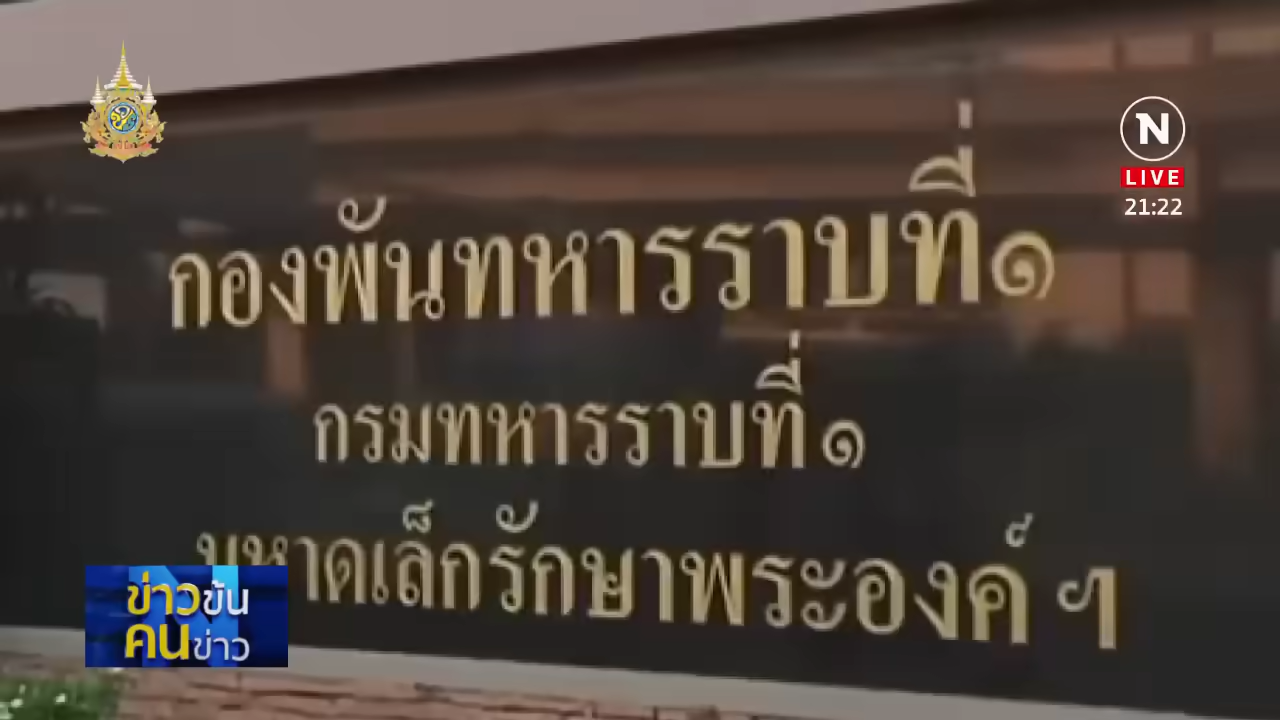 N
LIVE
21:22
กองพันทหารราบที่ ๑
กรมทหารราบที่ ๑
มหาดเล็กรักษาพระองค์ ฯ
ข่าวข้น
คนข่าว